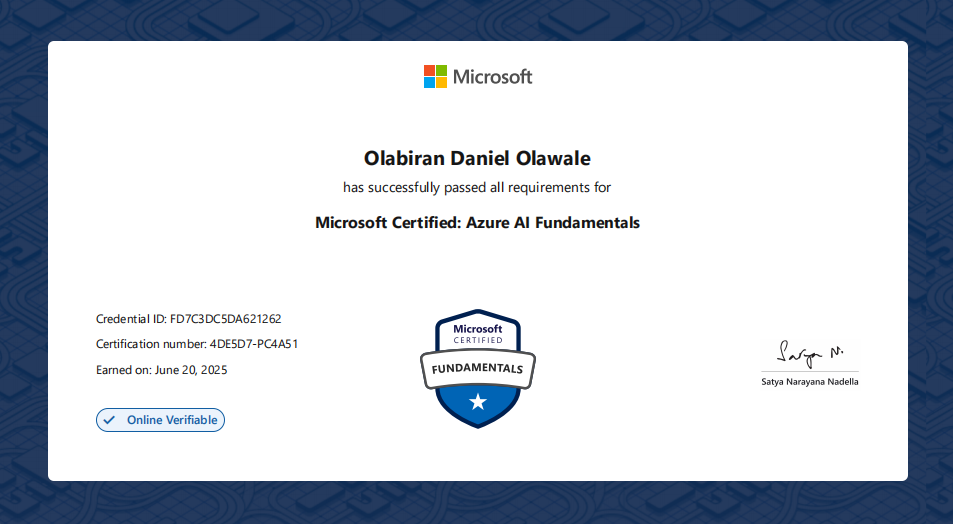 Microsoft
Olabiran Daniel Olawale
has successfully passed all requirements for
Microsoft Certified: Azure AI Fundamentals
Credential ID: FD7C3DC5DA621262
Certification number: 4DE5D7-PC4A51
Earned on: June 20, 2025
Online Verifiable
Microsoft
CERTIFIED
FUNDAMENTALS
Satya N.
Satya Narayana Nadella